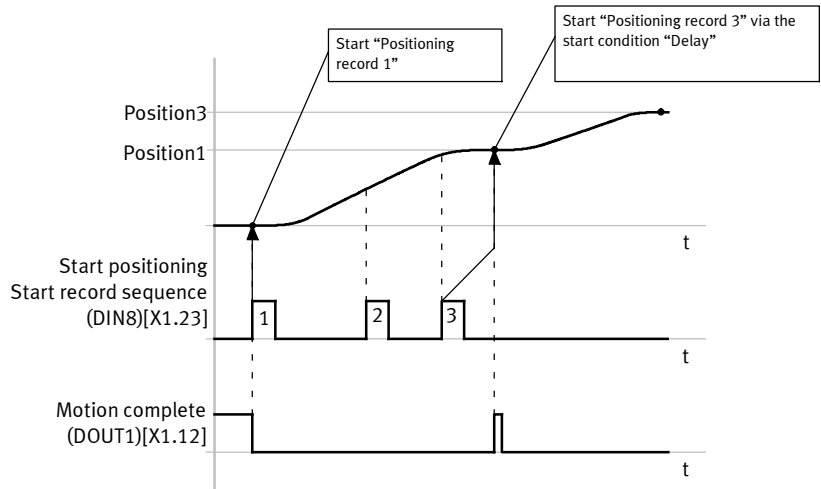 Start “Positioning
record 1”
Start “Positioning record 3” via the
start condition “Delay”
Position3
Position1
t
Start positioning
Start record sequence
(DIN8)[X1.23]
1
2
3
t
Motion complete
(DOUT1)[X1.12]
t